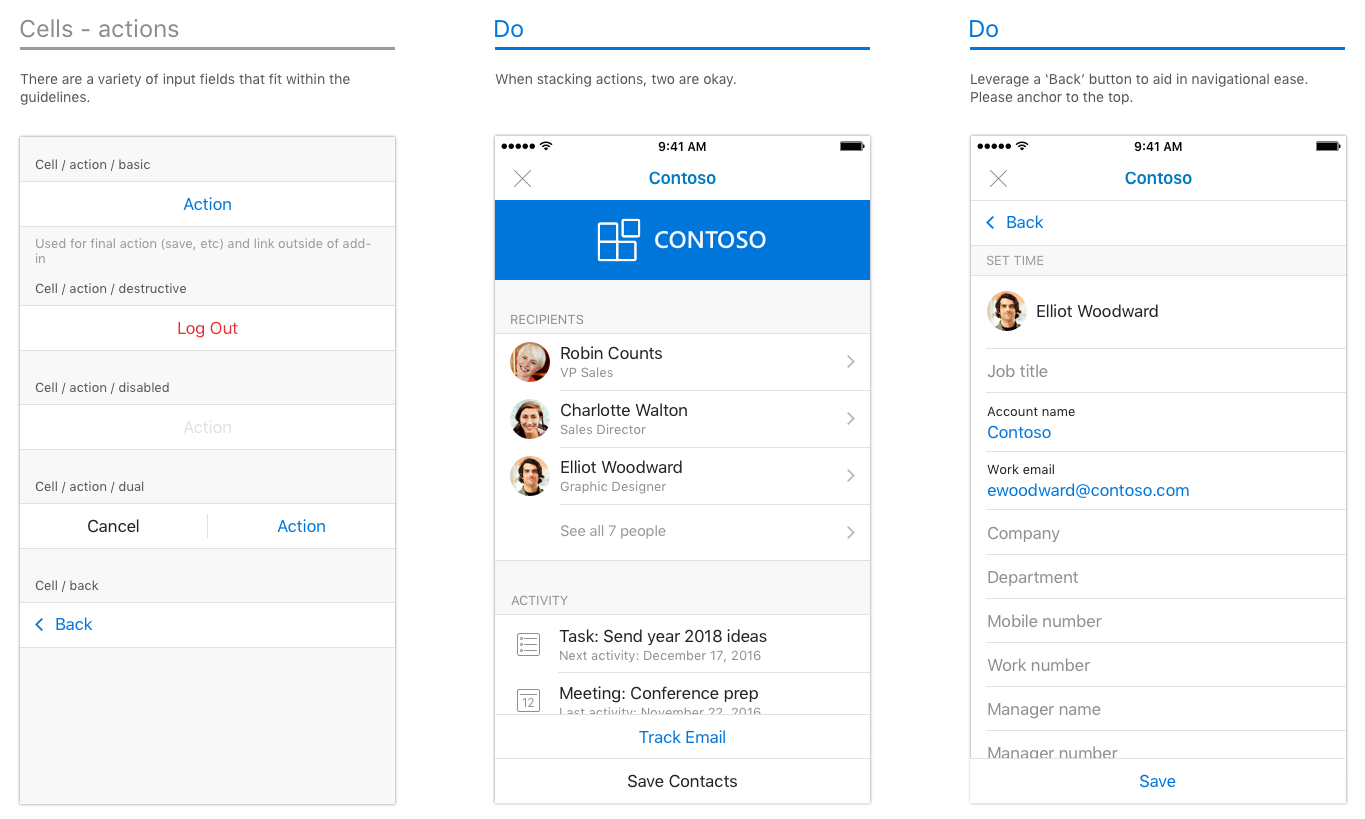 Cells - actions
There are a variety of input fields that fit within the
guidelines.
Cell / action / basic
Action
Used for final action (save, etc) and link outside of add-
in
Cell / action / destructive
Log Out
Cell / action / disabled
Action
Cell / action / dual
Cancel
Action
Cell / back
Back
Do
When stacking actions, two are okay.
9:41 AM
Contoso
CONTOSO
RECIPIENTS
Robin Counts
VP Sales
Charlotte Walton
Sales Director
Elliot Woodward
Graphic Designer
See all 7 people
ACTIVITY
Task: Send year 2018 ideas
Next activity: December 17, 2016
12
Meeting: Conference prep
Last activity: November 22, 2016
Track Email
Save Contacts
Do
Leverage a ‘Back’ button to aid in navigational ease.
Please anchor to the top.
9:41 AM
Contoso
Back
SET TIME
Elliot Woodward
Job title
Account name
Contoso
Work email
ewoodward@contoso.com
Company
Department
Mobile number
Work number
Manager name
Manager number
Save